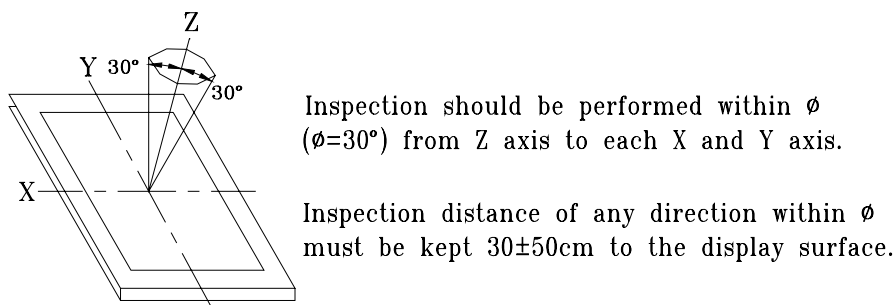 Z
Y 30°
30°
X
Inspection should be performed within ø
(ø=30°) from Z axis to each X and Y axis.
Inspection distance of any direction within ø
must be kept 30±50cm to the display surface.